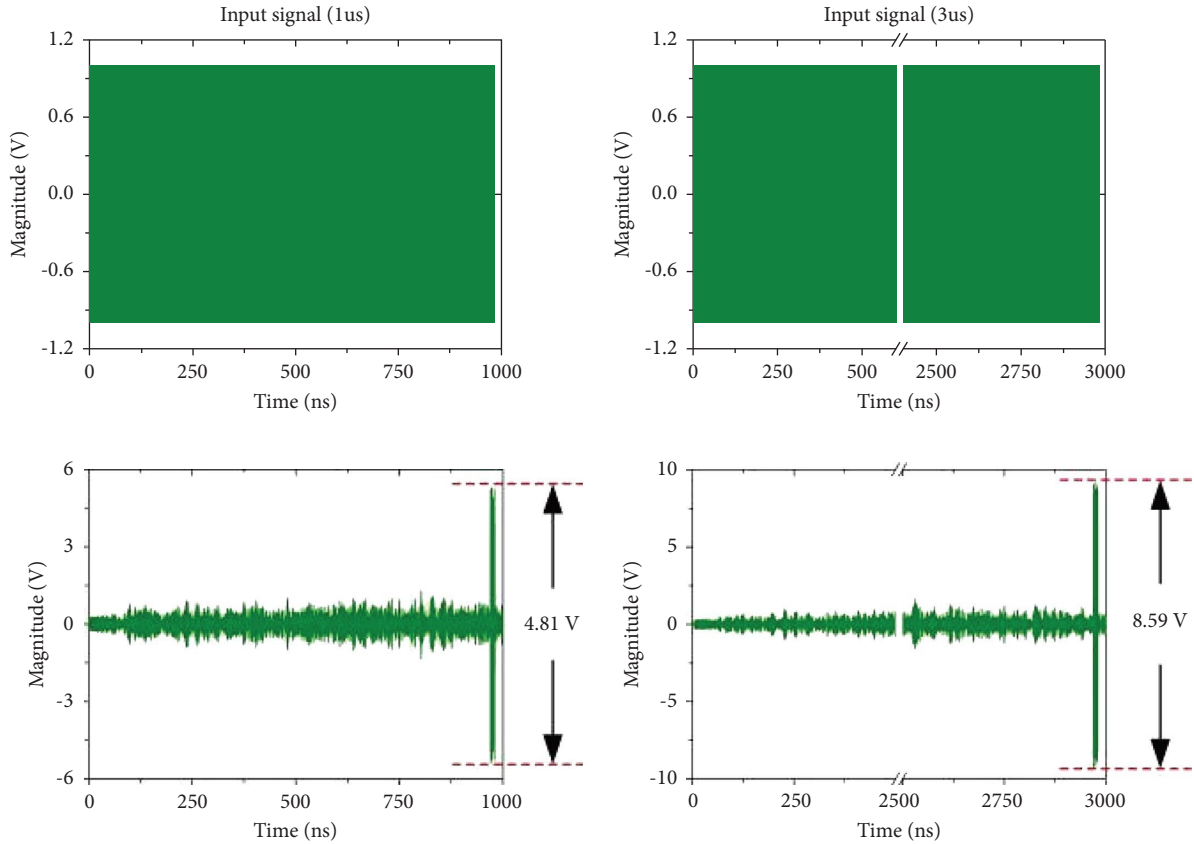 Input signal (1us)
1.2
0.6
0.0
-0.6
-1.2
Magnitude (V)
0 250 500 750 1000
Time (ns)
Input signal (3us)
1.2
0.6
0.0
-0.6
-1.2
Magnitude (V)
0 250 500 2500 2750 3000
Time (ns)
6
3
0
-3
-6
Magnitude (V)
4.81 V
0 250 500 750 1000
Time (ns)
10
5
0
-5
-10
Magnitude (V)
8.59 V
0 250 2500 2750 3000
Time (ns)